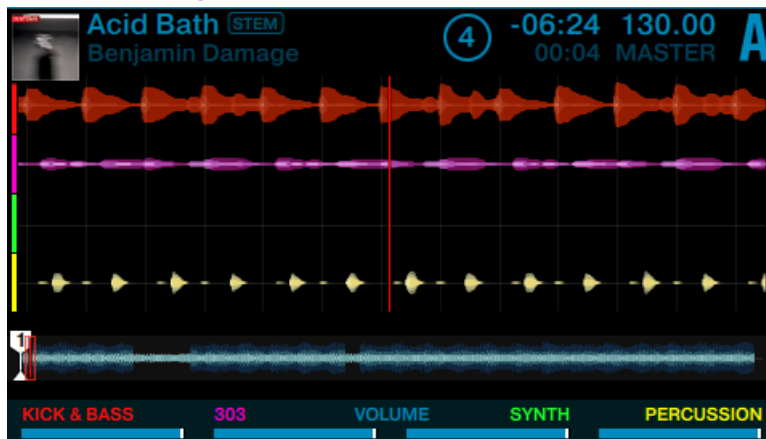 Acid Bath STEM
Benjamin Damage
4
-06:24 130.00
00:04 MASTER
A
1
KICK & BASS 303 VOLUME SYNTH PERCUSSION